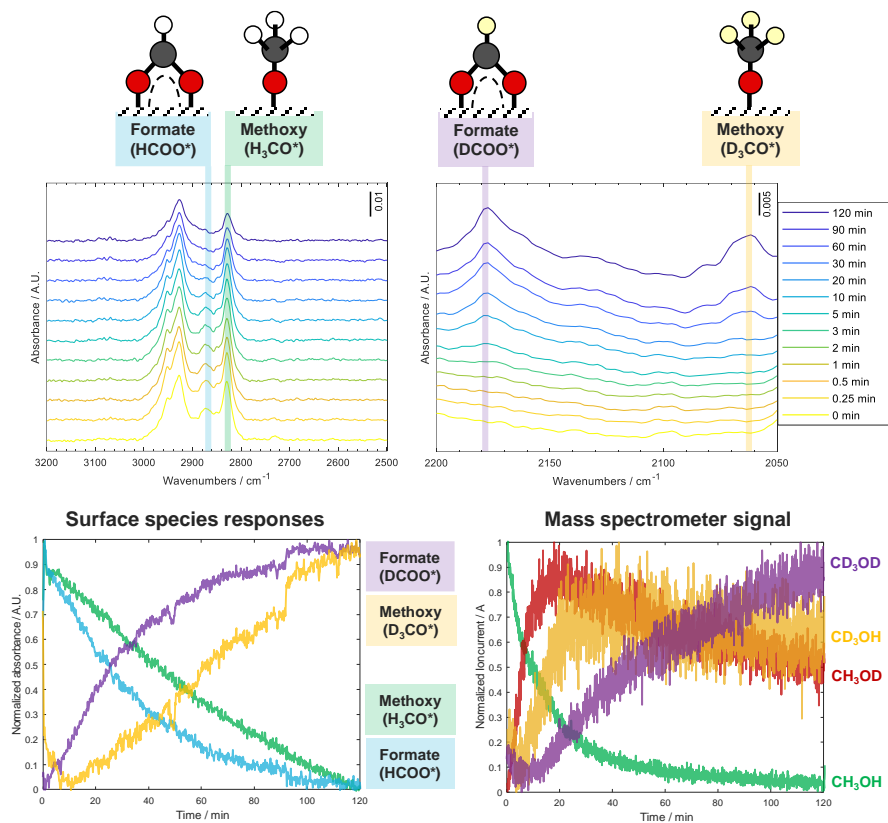 Formate
(HCOO*)
Methoxy
(H₃CO*)
Formate
(DCOO*)
Methoxy
(D₃CO*)
Absorbance / A.U.
0.01
3200 3100 3000 2900 2800 2700 2600 2500
Wavenumbers / cm⁻¹
Absorbance / A.U.
0.005
2200 2150 2100 2050
Wavenumbers / cm⁻¹
120 min
90 min
60 min
30 min
20 min
10 min
5 min
3 min
2 min
1 min
0.5 min
0.25 min
0 min
Surface species responses
Normalized absorbance / A.U.
1
0.9
0.8
0.7
0.6
0.5
0.4
0.3
0.2
0.1
0
0 20 40 60 80 100 120
Time / min
Formate
(DCOO*)
Methoxy
(D₃CO*)
Methoxy
(H₃CO*)
Formate
(HCOO*)
Mass spectrometer signal
Normalized Ioncurrent / A
1
0.9
0.8
0.7
0.6
0.5
0.4
0.3
0.2
0.1
0
0 20 40 60 80 100 120
Time / min
CD₃OD
CD₃OH
CH₃OD
CH₃OH